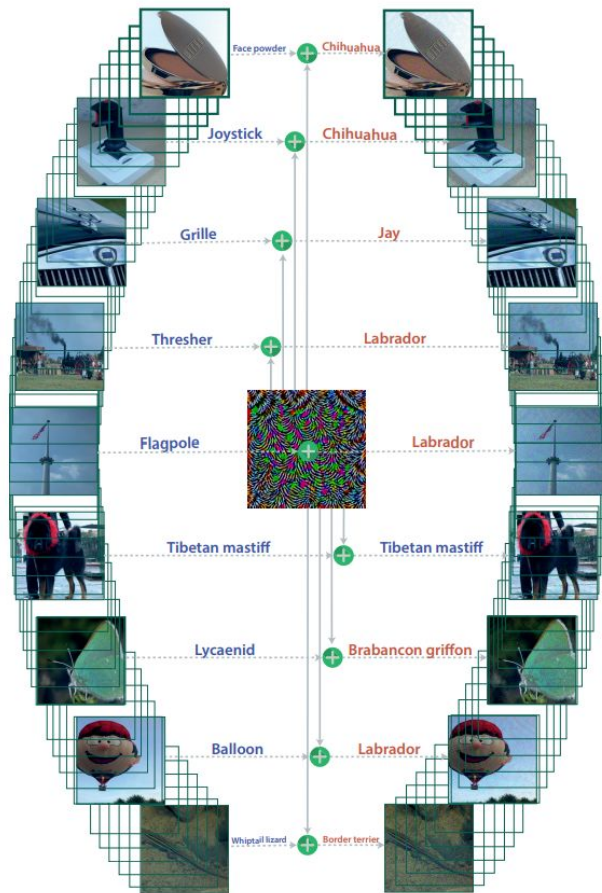 Face powder Chihuahua
Joystick Chihuahua
Grille Jay
Thresher Labrador
Flagpole Labrador
Tibetan mastiff Tibetan mastiff
Lycaenid Brabancon griffon
Balloon Labrador
Whiptail lizard Border terrier